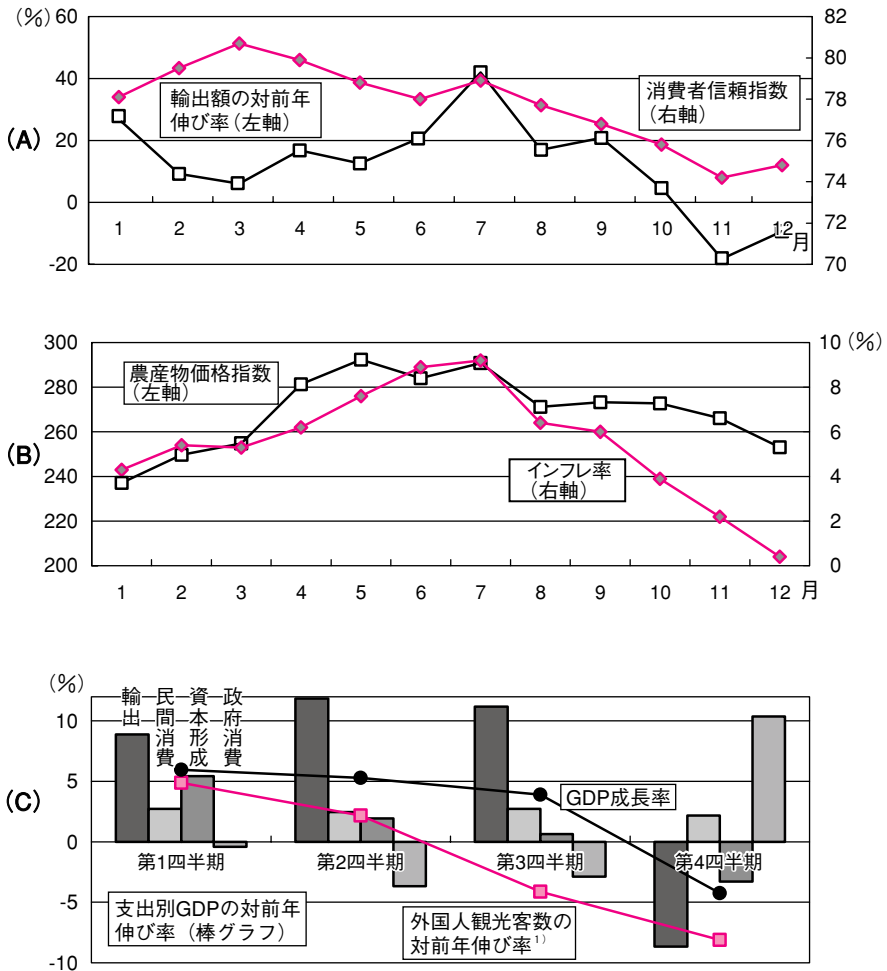 (%)
60
40
20
0
-20
(A)
輸出額の対前年
伸び率(左軸)
消費者信頼指数
(右軸)
82
80
78
76
74
72
70
1 2 3 4 5 6 7 8 9 10 11 12
月
300
280
260
240
220
200
(B)
農産物価格指数
(左軸)
インフレ率
(右軸)
10 (%)
8
6
4
2
0
1 2 3 4 5 6 7 8 9 10 11 12 月
(%)
10
5
0
-5
-10
(C)
輸出
民間消費
資本形成
政府消費
GDP成長率
第1四半期 第2四半期 第3四半期 第4四半期
支出別GDPの対前年
伸び率(棒グラフ)
外国人観光客数の
対前年伸び率1)